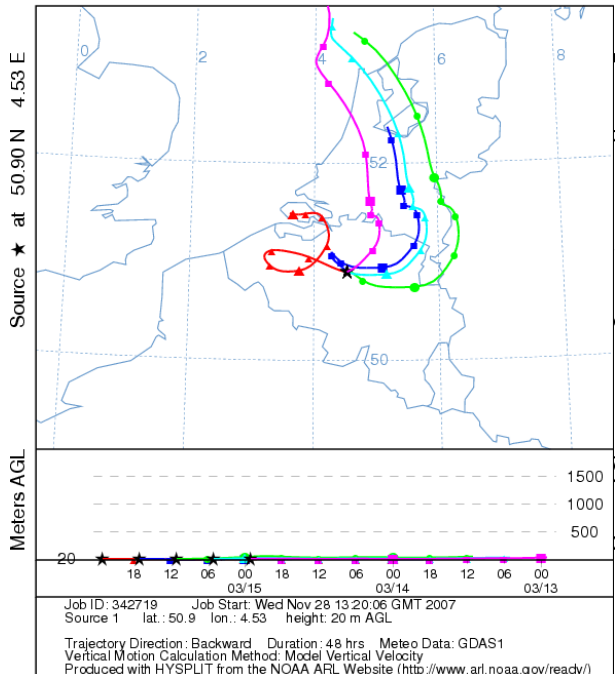 0
2
4
6
8
52
50
Source ★ at 50.90 N 4.53 E
Meters AGL
1500
1000
500
20
18 12 06 00 18 12 06 00 18 12 06 00
03/15 03/14 03/13
Job ID: 342719 Job Start: Wed Nov 28 13:20:06 GMT 2007
Source 1 lat.: 50.9 lon.: 4.53 height: 20 m AGL
Trajectory Direction: Backward Duration: 48 hrs Meteo Data: GDAS1
Vertical Motion Calculation Method: Model Vertical Velocity
Produced with HYSPLIT from the NOAA ARL Website (http://www.arl.noaa.gov/ready/)